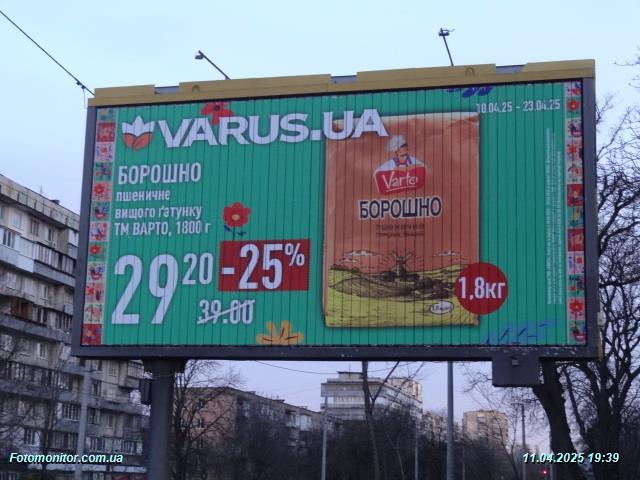 VARUS.UA
10.04.25 - 23.04.25
БОРОШНО
пшеничне
вищого ґатунку
ТМ ВАРТО, 1800 г
29 20 -25%
39.00
Varto
БОРОШНО
ПШЕНИЧНЕ
1,8кг
Fotomonitor.com.ua
11.04.2025 19:39